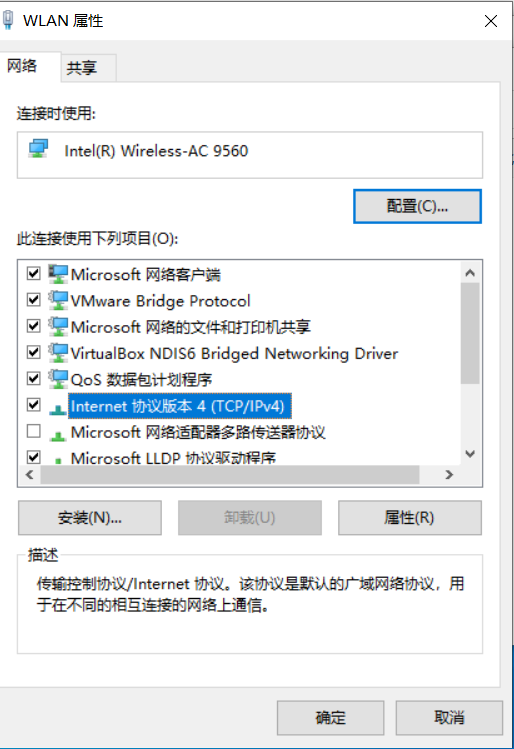 WLAN 属性
网络
共享
连接时使用:
Intel(R) Wireless-AC 9560
配置(C)...
此连接使用下列项目(O):
Microsoft 网络客户端
VMware Bridge Protocol
Microsoft 网络的文件和打印机共享
VirtualBox NDIS6 Bridged Networking Driver
QoS 数据包计划程序
Internet 协议版本 4 (TCP/IPv4)
Microsoft 网络适配器多路传送器协议
Microsoft LLDP 协议驱动程序
安装(N)...
卸载(U)
属性(R)
描述
传输控制协议/Internet 协议。该协议是默认的广域网络协议，用
于在不同的相互连接的网络上通信。
确定
取消